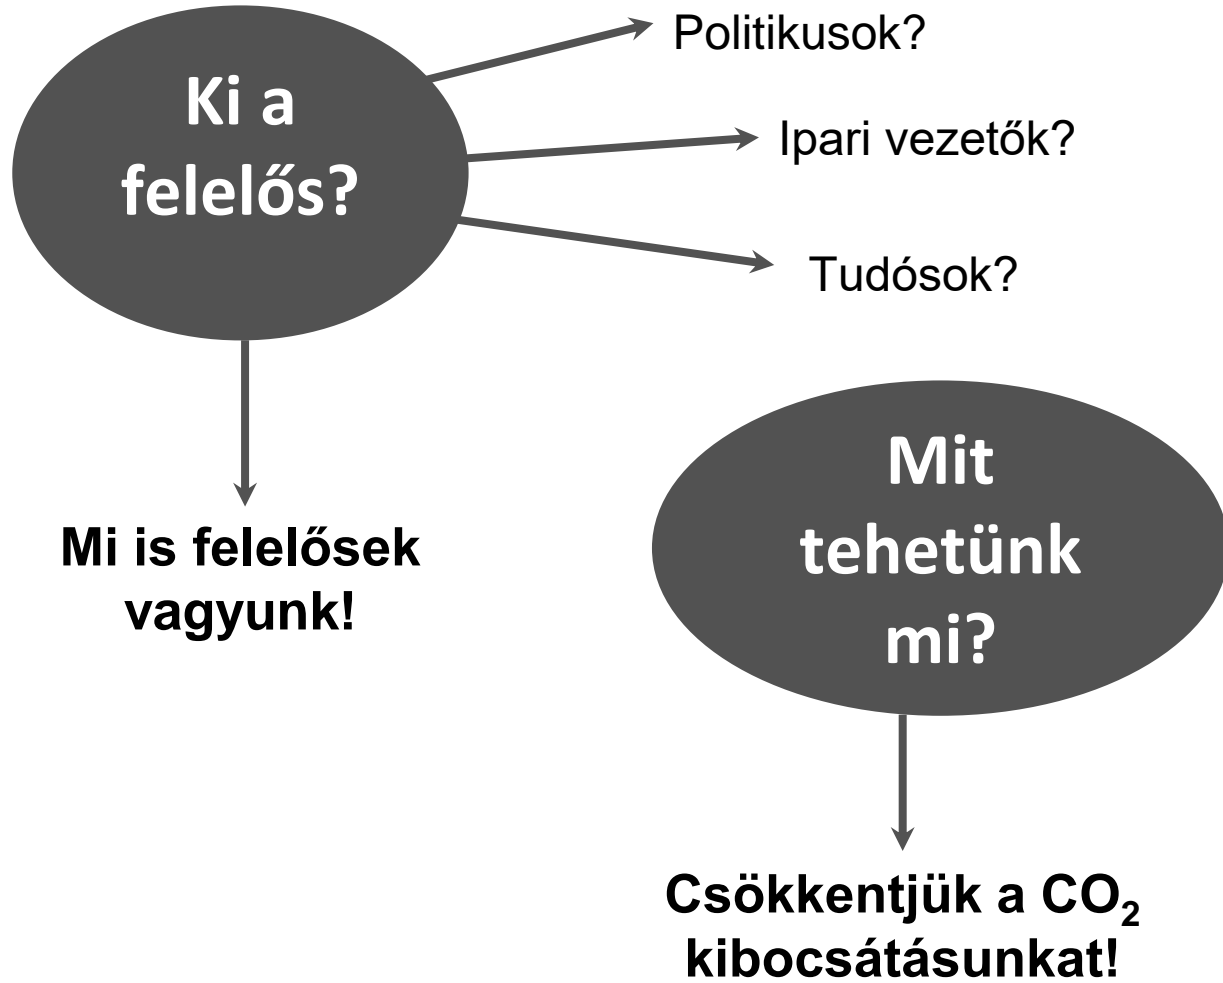 Ki a
felelős?
Politikusok?
Ipari vezetők?
Tudósok?
Mi is felelősek
vagyunk!
Mit
tehetünk
mi?
Csökkentjük a CO₂
kibocsátásunkat!